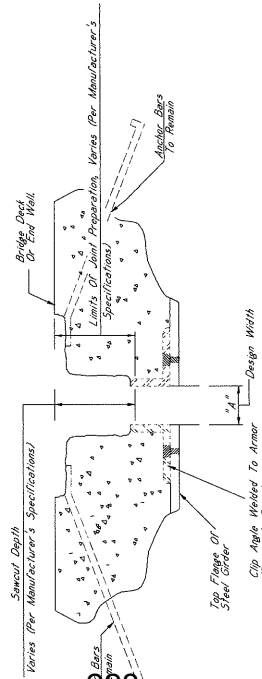 Sawcut Depth
Varies (Per Manufacturer's Specifications)
Bridge Deck
Or End Wall.
Limits Of Joint Preparation, Varies (Per Manufacturer's
Specifications)
Anchor Bars
To Remain
Bars
main
Top Flange Of
Steel Girder
Clip Angle Welded To Armor
"A"
Design Width